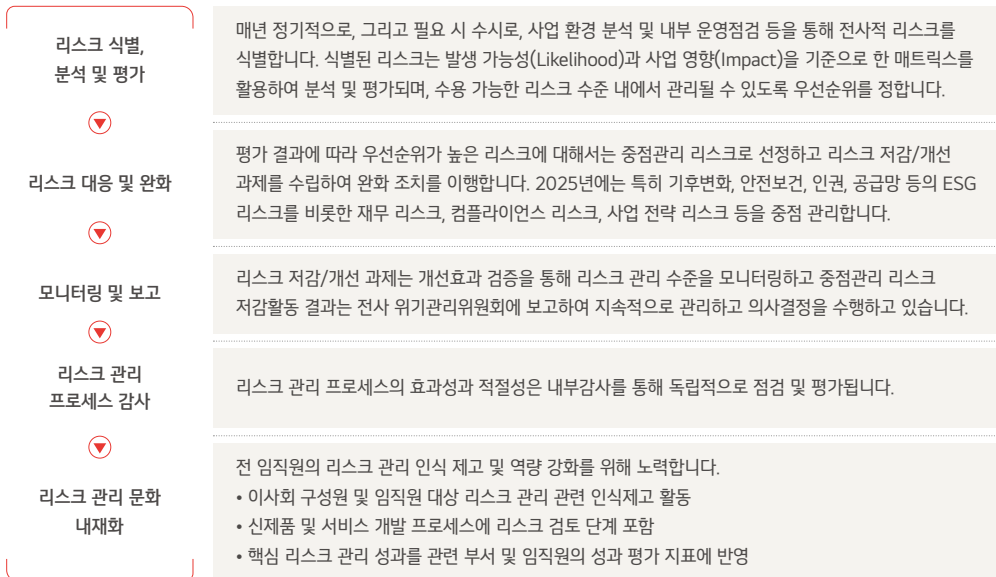 리스크 식별,
분석 및 평가
매년 정기적으로, 그리고 필요 시 수시로, 사업 환경 분석 및 내부 운영점검 등을 통해 전사적 리스크를
식별합니다. 식별된 리스크는 발생 가능성(Likelihood)과 사업 영향(Impact)을 기준으로 한 매트릭스를
활용하여 분석 및 평가되며, 수용 가능한 리스크 수준 내에서 관리될 수 있도록 우선순위를 정합니다.
리스크 대응 및 완화
평가 결과에 따라 우선순위가 높은 리스크에 대해서는 중점관리 리스크로 선정하고 리스크 저감/개선
과제를 수립하여 완화 조치를 이행합니다. 2025년에는 특히 기후변화, 안전보건, 인권, 공급망 등의 ESG
리스크를 비롯한 재무 리스크, 컴플라이언스 리스크, 사업 전략 리스크 등을 중점 관리합니다.
모니터링 및 보고
리스크 저감/개선 과제는 개선효과 검증을 통해 리스크 관리 수준을 모니터링하고 중점관리 리스크
저감활동 결과는 전사 위기관리위원회에 보고하여 지속적으로 관리하고 의사결정을 수행하고 있습니다.
리스크 관리
프로세스 감사
리스크 관리 프로세스의 효과성과 적절성은 내부감사를 통해 독립적으로 점검 및 평가됩니다.
리스크 관리 문화
내재화
전 임직원의 리스크 관리 인식 제고 및 역량 강화를 위해 노력합니다.
• 이사회 구성원 및 임직원 대상 리스크 관리 관련 인식제고 활동
• 신제품 및 서비스 개발 프로세스에 리스크 검토 단계 포함
• 핵심 리스크 관리 성과를 관련 부서 및 임직원의 성과 평가 지표에 반영